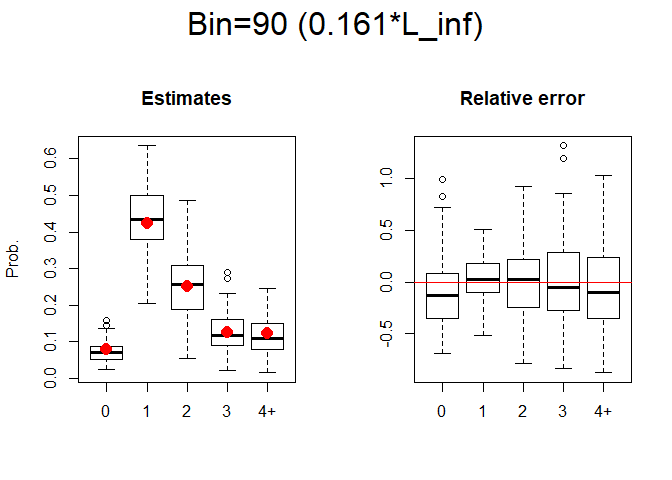 Bin=90 (0.161*L_inf)
Estimates
Relative error
Prob.
0.6
0.5
0.4
0.3
0.2
0.1
0.0
0 1 2 3 4+
1.0
0.5
0.0
−0.5
0 1 2 3 4+